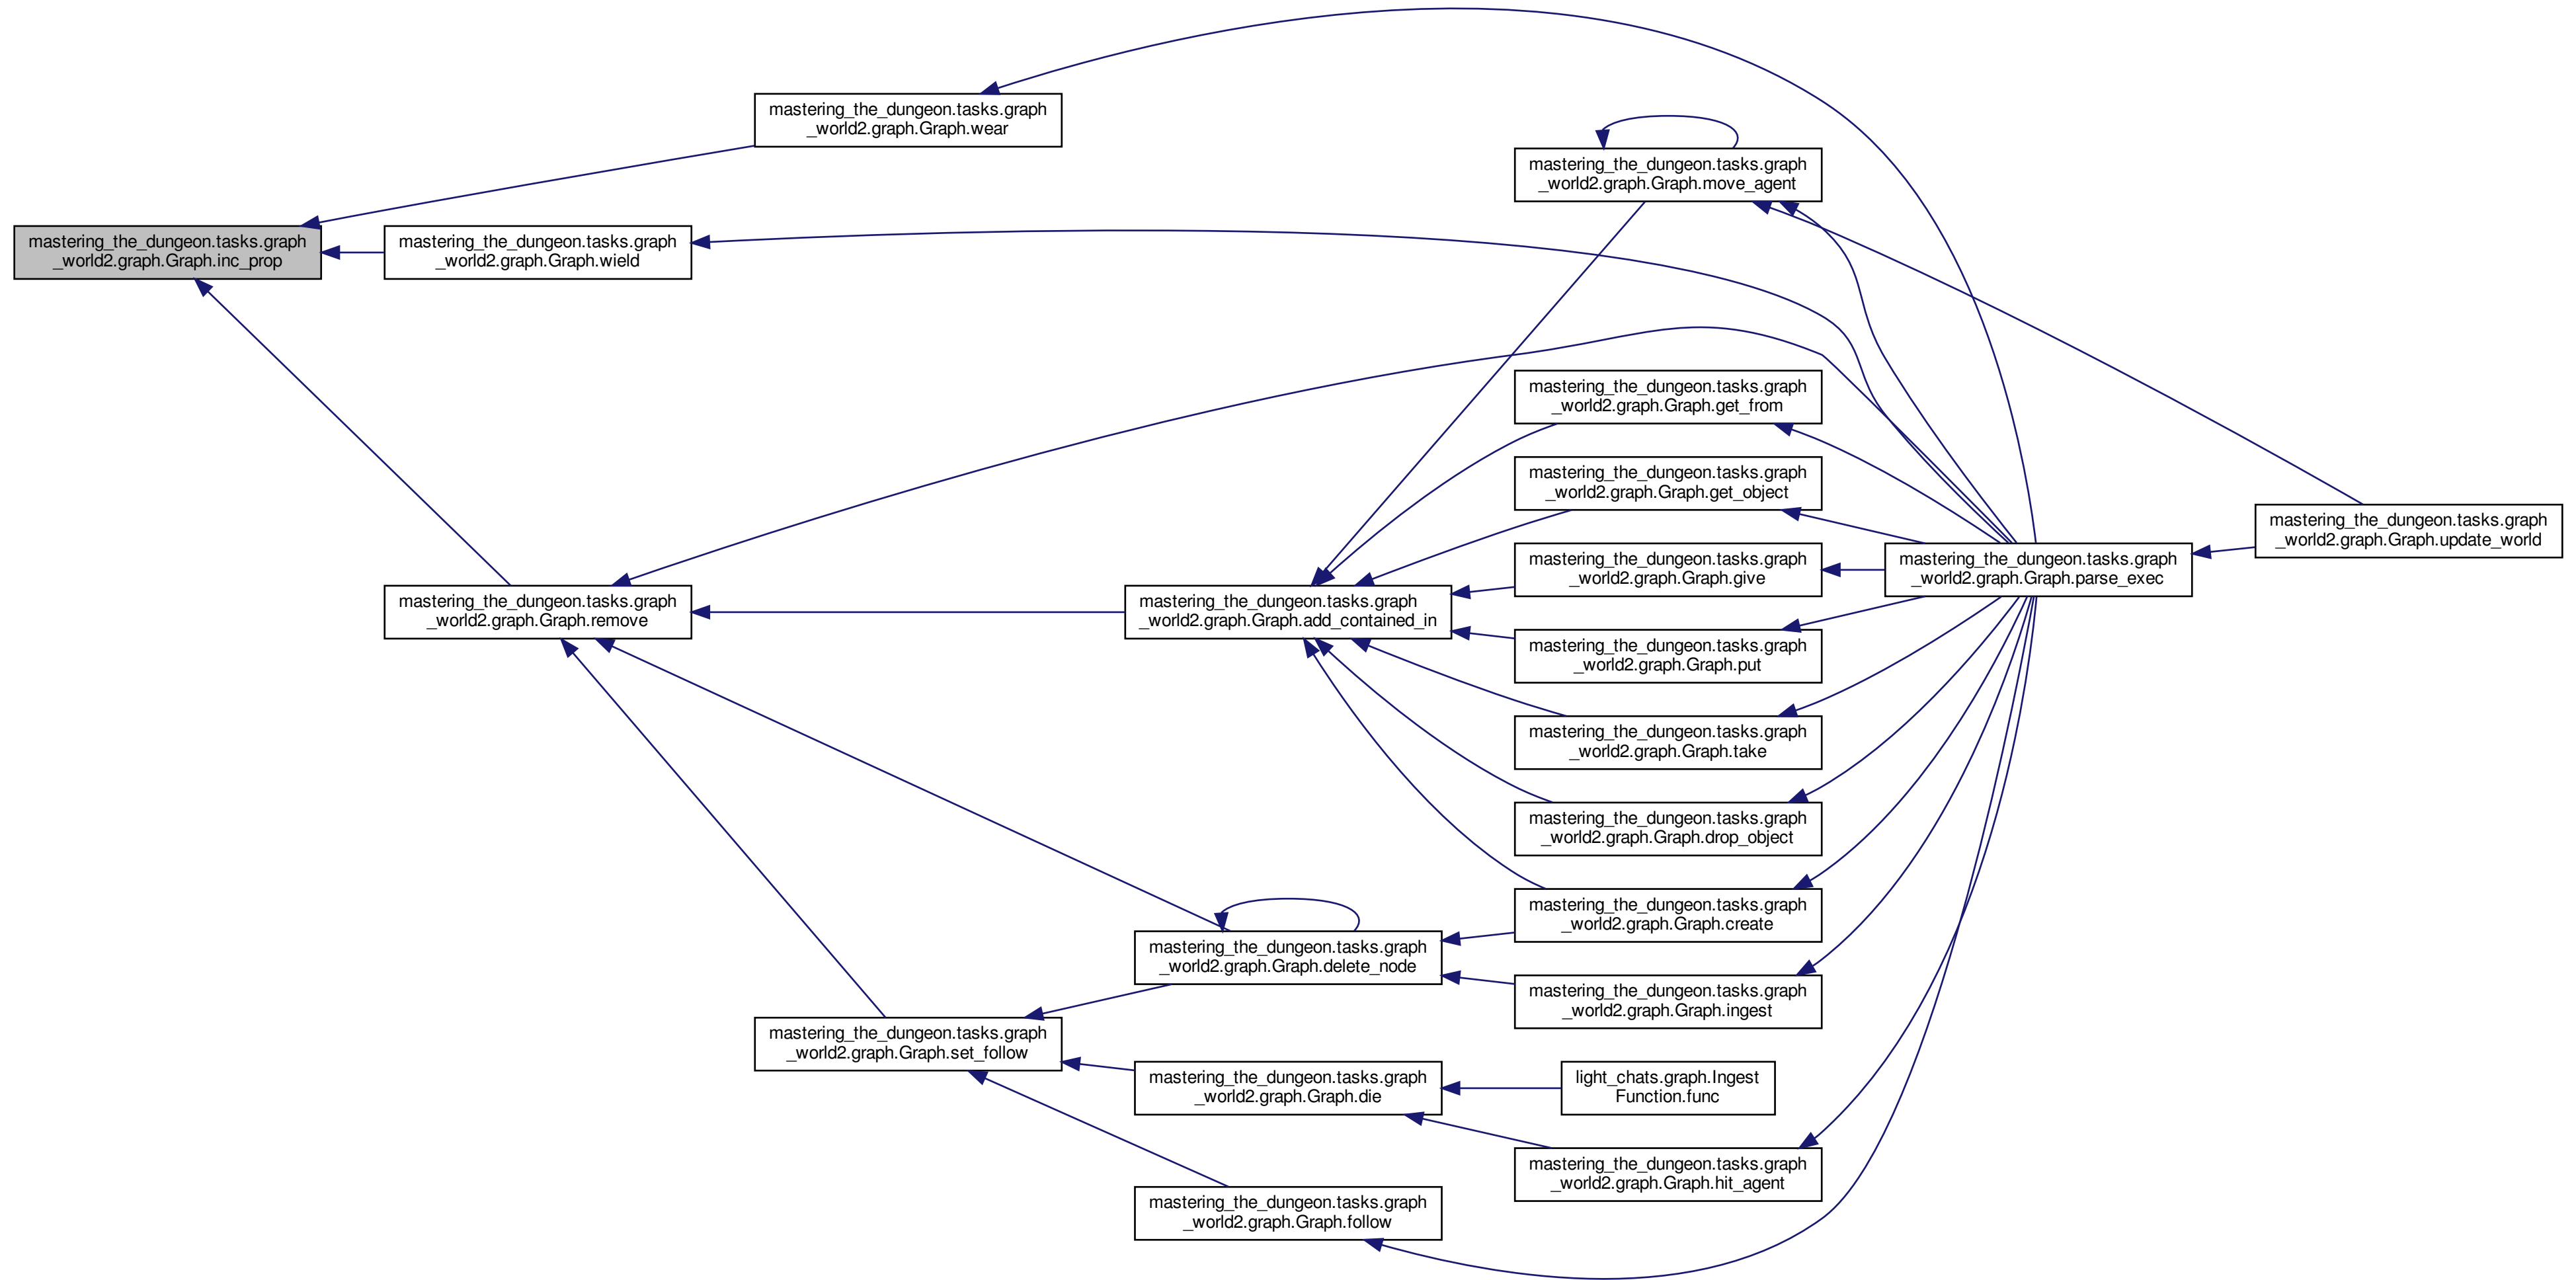 mastering_the_dungeon.tasks.graph
_world2.graph.Graph.inc_prop
mastering_the_dungeon.tasks.graph
_world2.graph.Graph.wear
mastering_the_dungeon.tasks.graph
_world2.graph.Graph.wield
mastering_the_dungeon.tasks.graph
_world2.graph.Graph.remove
mastering_the_dungeon.tasks.graph
_world2.graph.Graph.add_contained_in
mastering_the_dungeon.tasks.graph
_world2.graph.Graph.delete_node
mastering_the_dungeon.tasks.graph
_world2.graph.Graph.set_follow
mastering_the_dungeon.tasks.graph
_world2.graph.Graph.die
mastering_the_dungeon.tasks.graph
_world2.graph.Graph.follow
mastering_the_dungeon.tasks.graph
_world2.graph.Graph.move_agent
mastering_the_dungeon.tasks.graph
_world2.graph.Graph.get_from
mastering_the_dungeon.tasks.graph
_world2.graph.Graph.get_object
mastering_the_dungeon.tasks.graph
_world2.graph.Graph.give
mastering_the_dungeon.tasks.graph
_world2.graph.Graph.put
mastering_the_dungeon.tasks.graph
_world2.graph.Graph.take
mastering_the_dungeon.tasks.graph
_world2.graph.Graph.drop_object
mastering_the_dungeon.tasks.graph
_world2.graph.Graph.create
mastering_the_dungeon.tasks.graph
_world2.graph.Graph.ingest
light_chats.graph.Ingest
Function.func
mastering_the_dungeon.tasks.graph
_world2.graph.Graph.hit_agent
mastering_the_dungeon.tasks.graph
_world2.graph.Graph.parse_exec
mastering_the_dungeon.tasks.graph
_world2.graph.Graph.update_world